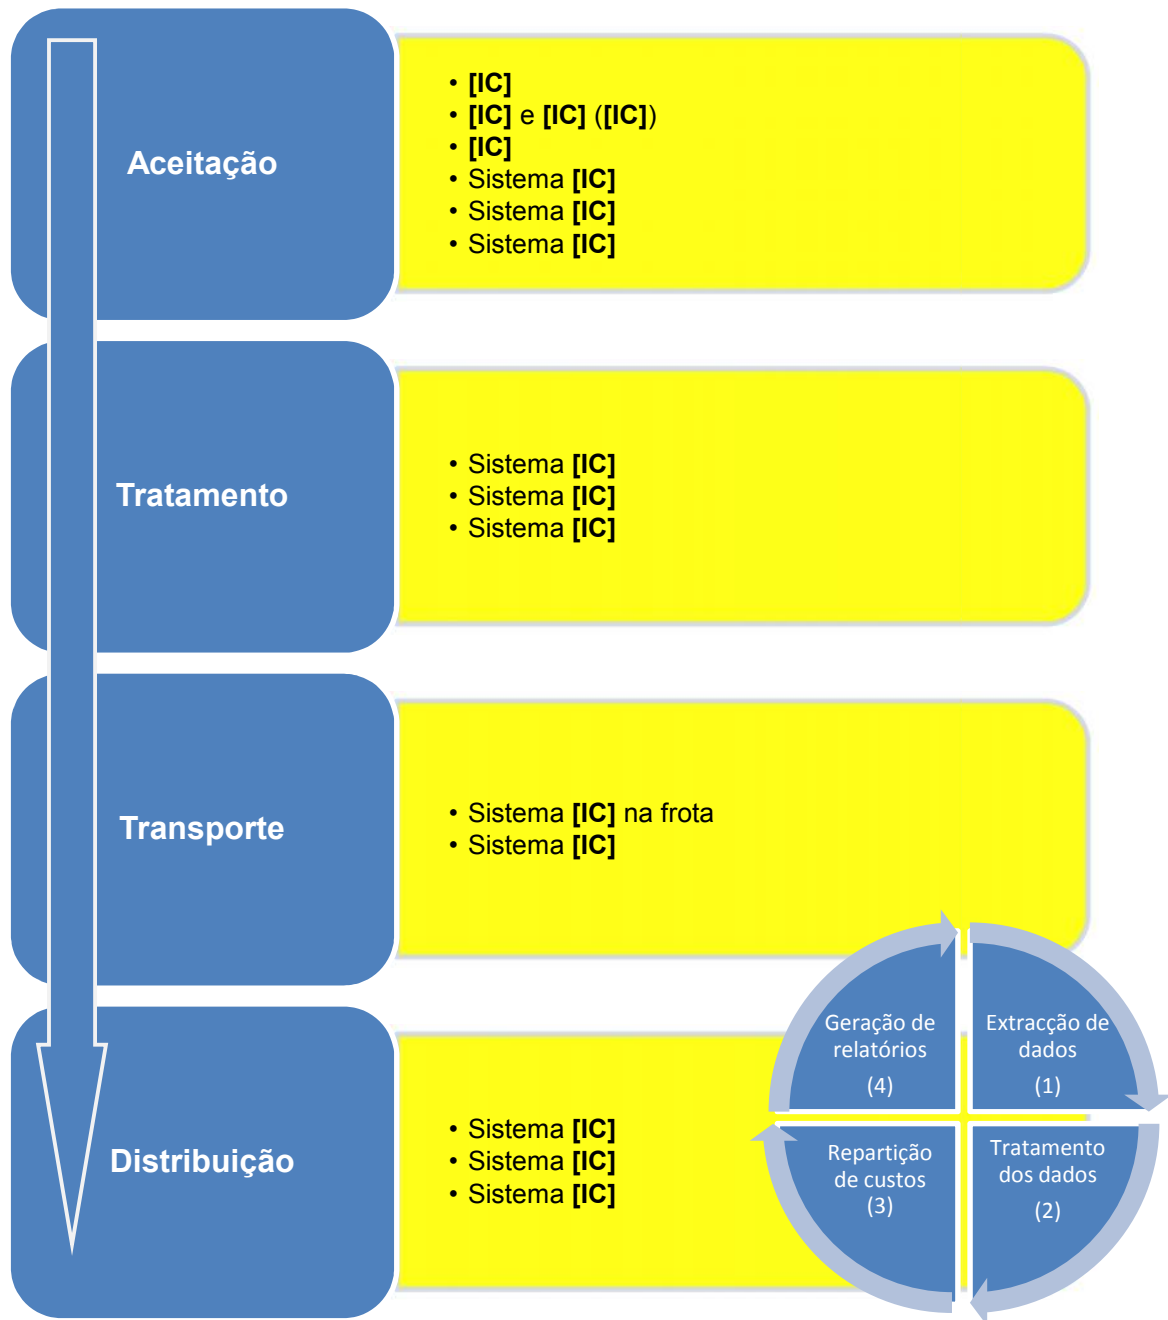 Aceitação
• [IC]
• [IC] e [IC] ([IC])
• [IC]
• Sistema [IC]
• Sistema [IC]
• Sistema [IC]
Tratamento
• Sistema [IC]
• Sistema [IC]
• Sistema [IC]
Transporte
• Sistema [IC] na frota
• Sistema [IC]
Distribuição
• Sistema [IC]
• Sistema [IC]
• Sistema [IC]
Geração de
relatórios
(4)
Extracção de
dados
(1)
Repartição
de custos
(3)
Tratamento
dos dados
(2)